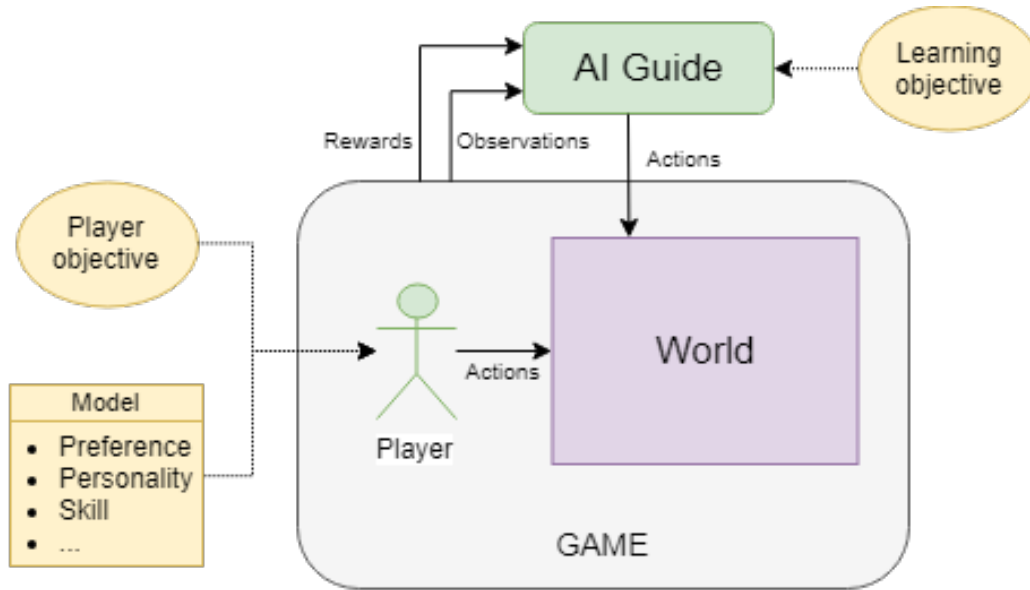 AI Guide
Learning
objective
Rewards
Observations
Actions
Player
objective
World
Actions
Model
• Preference
• Personality
• Skill
• ...
Player
GAME